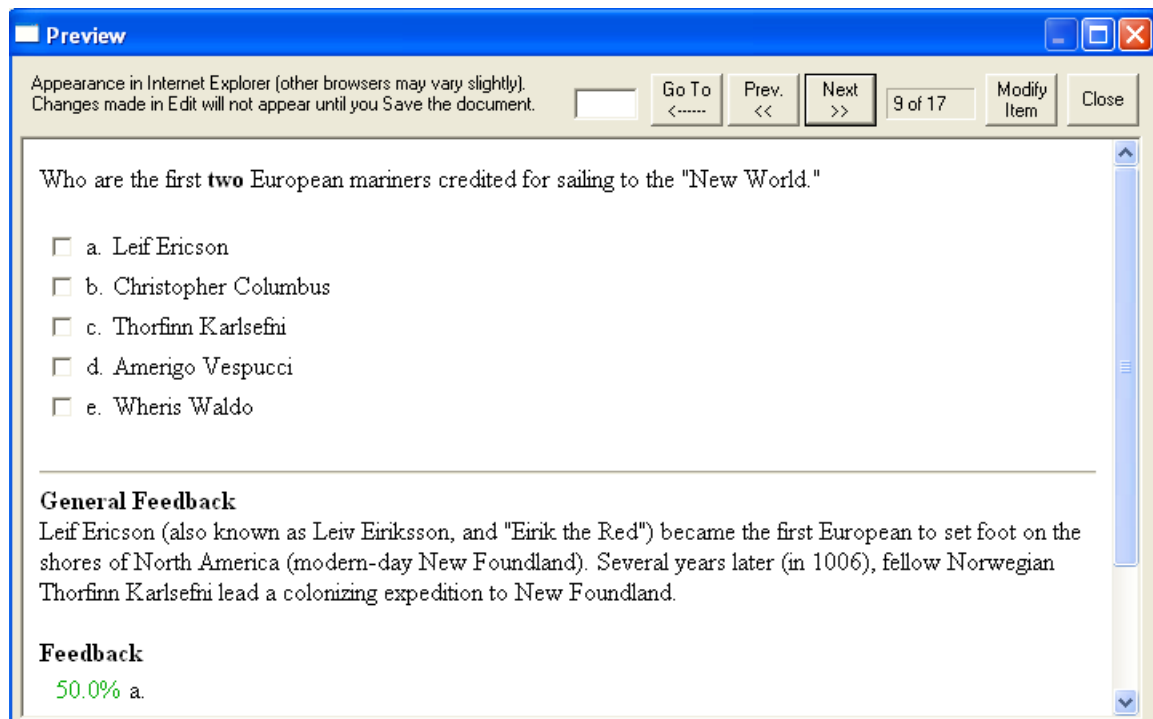 Preview
Appearance in Internet Explorer (other browsers may vary slightly).
Changes made in Edit will not appear until you Save the document.
Go To
<------
Prev.
<<
Next
>>
9 of 17
Modify
Item
Close
Who are the first two European mariners credited for sailing to the "New World."
a. Leif Ericson
b. Christopher Columbus
c. Thorfinn Karlsefni
d. Amerigo Vespucci
e. Wheris Waldo
General Feedback
Leif Ericson (also known as Leiv Eiriksson, and "Eirik the Red") became the first European to set foot on the
shores of North America (modern-day New Foundland). Several years later (in 1006), fellow Norwegian
Thorfinn Karlsefni lead a colonizing expedition to New Foundland.
Feedback
50.0% a.